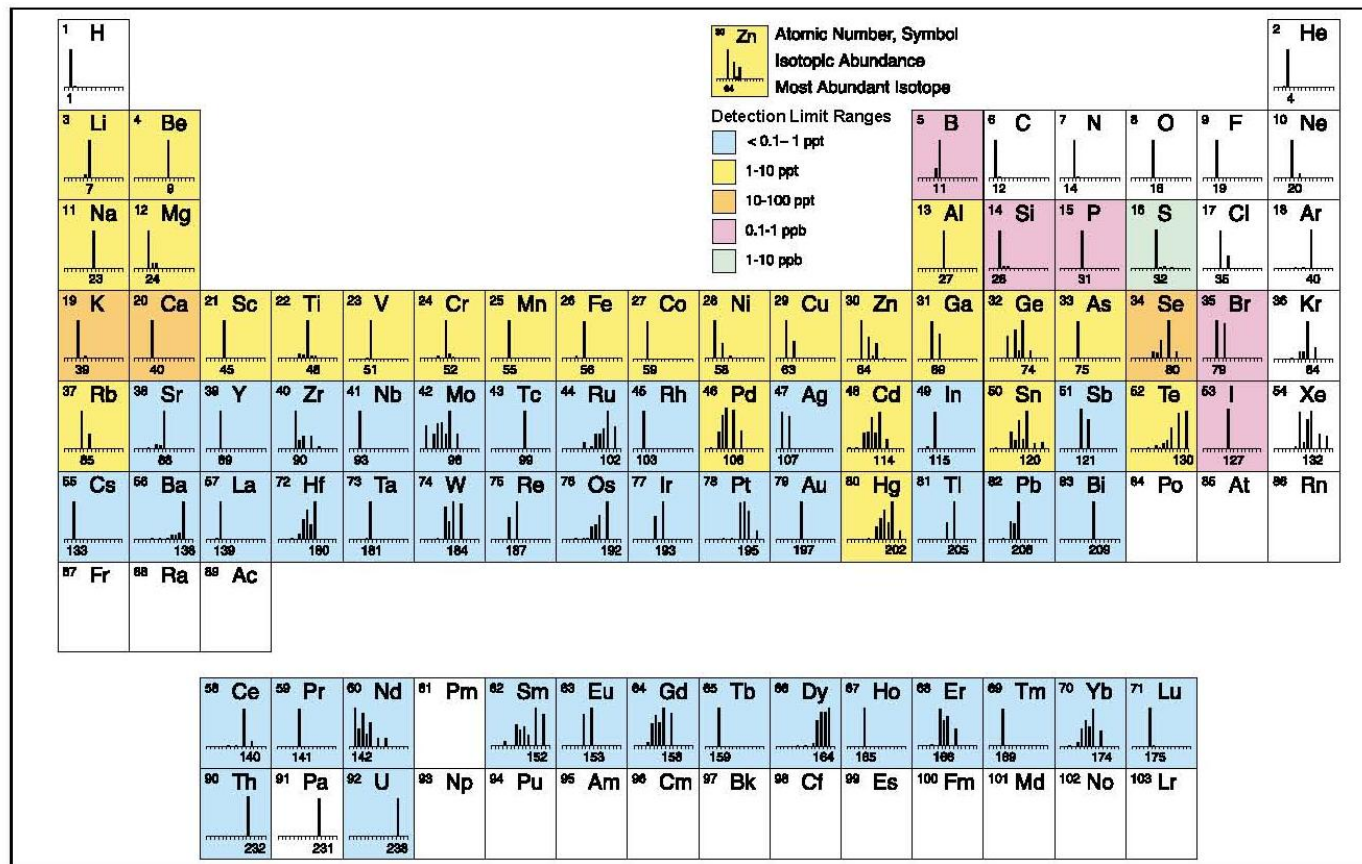 1 H 30 Zn Atomic Number, Symbol 2 He
Isotopic Abundance
1 64 Most Abundant Isotope 4
Detection Limit Ranges
3 Li 4 Be < 0.1– 1 ppt 5 B 6 C 7 N 8 O 9 F 10 Ne
1-10 ppt
7 9 11 12 14 16 19 20
10-100 ppt
11 Na 12 Mg 0.1-1 ppb 13 Al 14 Si 15 P 16 S 17 Cl 18 Ar
1-10 ppb
23 24 27 28 31 32 35 40
19 K 20 Ca 21 Sc 22 Ti 23 V 24 Cr 25 Mn 26 Fe 27 Co 28 Ni 29 Cu 30 Zn 31 Ga 32 Ge 33 As 34 Se 35 Br 36 Kr
39 40 45 48 51 52 55 56 59 58 63 64 69 74 75 80 79 84
37 Rb 38 Sr 39 Y 40 Zr 41 Nb 42 Mo 43 Tc 44 Ru 45 Rh 46 Pd 47 Ag 48 Cd 49 In 50 Sn 51 Sb 52 Te 53 I 54 Xe
85 88 89 90 93 98 99 102 103 106 107 114 115 120 121 130 127 132
55 Cs 56 Ba 57 La 72 Hf 73 Ta 74 W 75 Re 76 Os 77 Ir 78 Pt 79 Au 80 Hg 81 Tl 82 Pb 83 Bi 84 Po 85 At 86 Rn
133 138 139 180 181 184 187 192 193 195 197 202 205 208 209
87 Fr 88 Ra 89 Ac
58 Ce 59 Pr 60 Nd 61 Pm 62 Sm 63 Eu 64 Gd 65 Tb 66 Dy 67 Ho 68 Er 69 Tm 70 Yb 71 Lu
140 141 142 152 153 158 159 164 165 166 169 174 175
90 Th 91 Pa 92 U 93 Np 94 Pu 95 Am 96 Cm 97 Bk 98 Cf 99 Es 100 Fm 101 Md 102 No 103 Lr
232 231 238